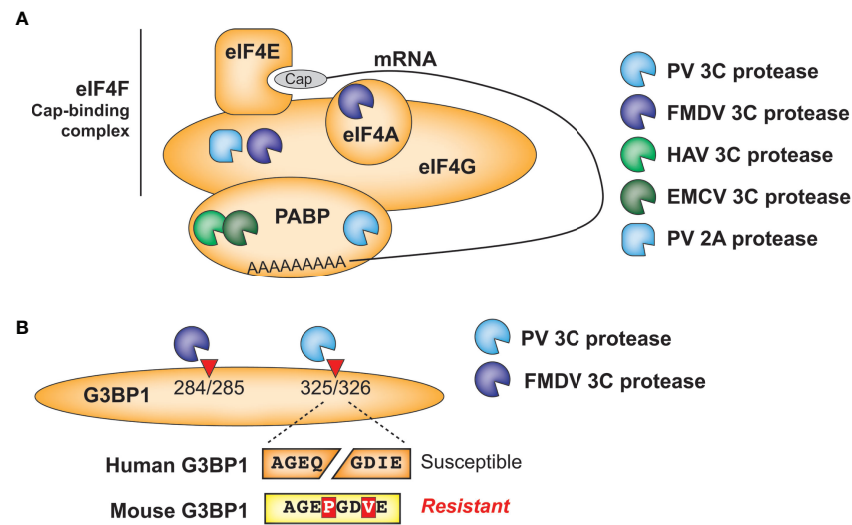 A
eIF4F
Cap-binding
complex
eIF4E
Cap
mRNA
eIF4A
eIF4G
PABP
AAAAAAAAA
PV 3C protease
FMDV 3C protease
HAV 3C protease
EMCV 3C protease
PV 2A protease
B
G3BP1
284/285
325/326
PV 3C protease
FMDV 3C protease
Human G3BP1 AGEQ GDIE Susceptible
Mouse G3BP1 AGEPGDVE Resistant